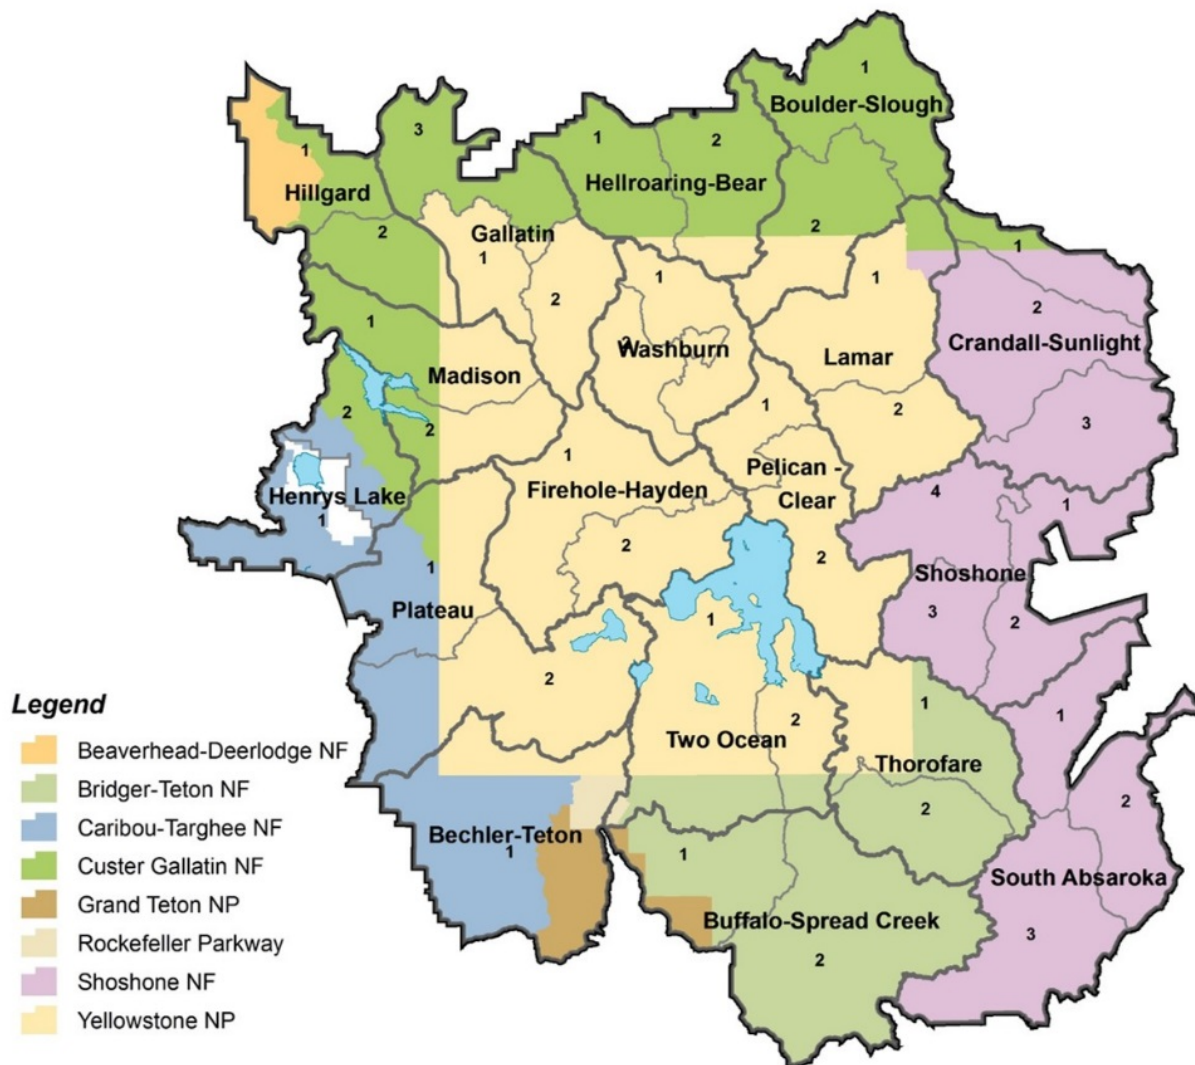 1
Boulder-Slough
3
1
2
1
Hellroaring-Bear
Hillgard
2
Gallatin
2
1
1
1
1
2
2
1
Washburn
2
Crandall-Sunlight
Lamar
Madison
1
2
2
2
3
1
Pelican -
Clear
Firehole-Hayden
Henrys Lake
1
4
1
2
2
Shoshone
1
Plateau
1
3
2
2
1
1
2
Two Ocean
Thorofare
2
2
Bechler-Teton
1
1
South Absaroka
Buffalo-Spread Creek
3
2
Legend
Beaverhead-Deerlodge NF
Bridger-Teton NF
Caribou-Targhee NF
Custer Gallatin NF
Grand Teton NP
Rockefeller Parkway
Shoshone NF
Yellowstone NP